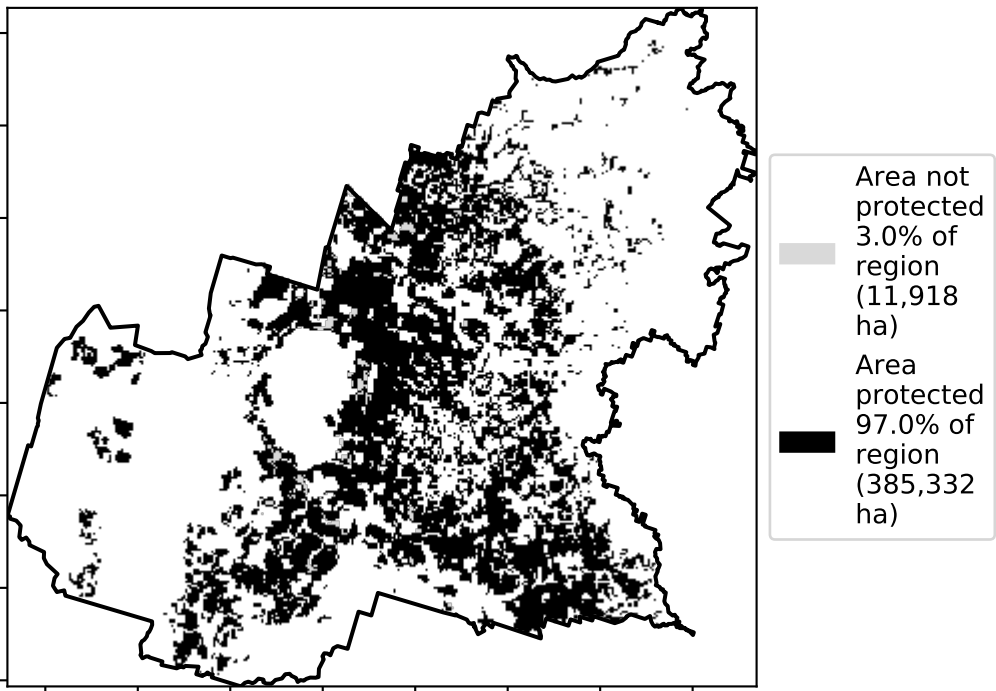 Area not
protected
3.0% of
region
(11,918
ha)
Area
protected
97.0% of
region
(385,332
ha)